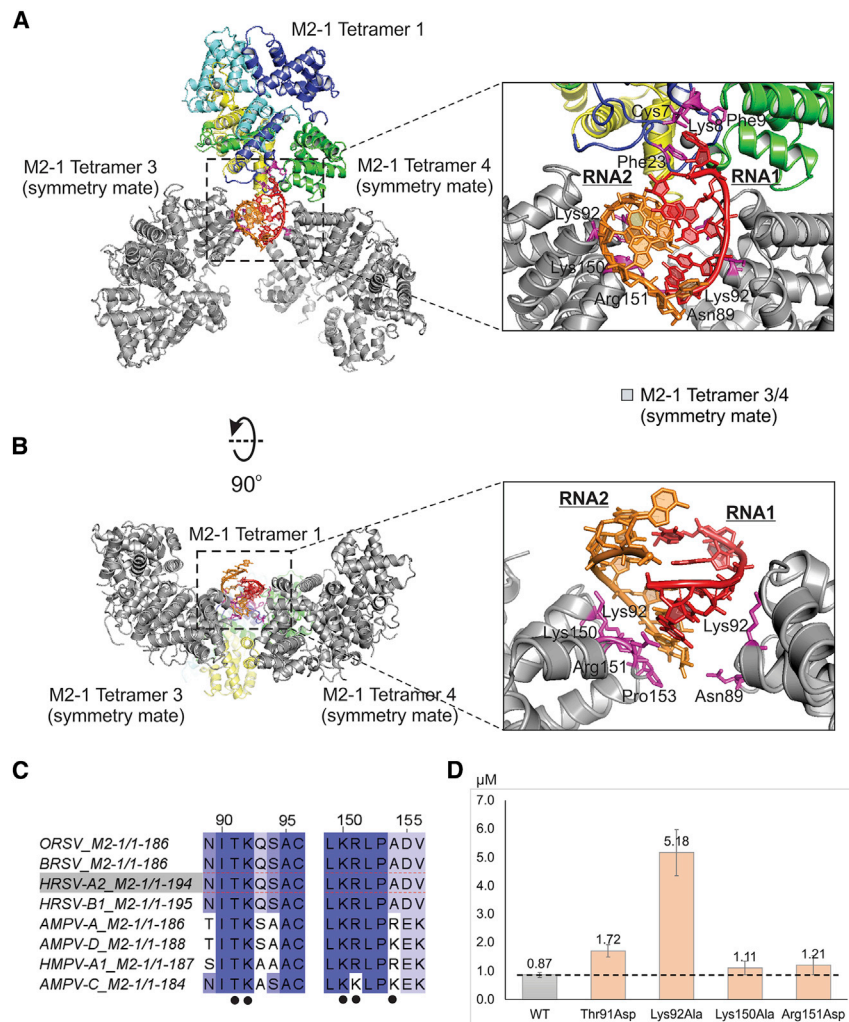 A
M2-1 Tetramer 1
M2-1 Tetramer 3
(symmetry mate)
M2-1 Tetramer 4
(symmetry mate)
Cys7
Lys8
Phe9
Phe23
RNA2
RNA1
Lys92
Lys150
Arg151
Lys92
Asn89
M2-1 Tetramer 3/4
(symmetry mate)
B
90°
M2-1 Tetramer 1
M2-1 Tetramer 3
(symmetry mate)
M2-1 Tetramer 4
(symmetry mate)
RNA2
RNA1
Lys92
Lys150
Lys92
Arg151
Pro153
Asn89
C
90 95 150 155
ORSV_M2-1/1-186 NITKQSAC LKRLPADV
BRSV_M2-1/1-186 NITKQSAC LKRLPADV
HRSV-A2_M2-1/1-194 NITKQSAC LKRLPADV
HRSV-B1_M2-1/1-195 NITKQSAC LKRLPADV
AMPV-A_M2-1/1-186 TITKSAAC LKRLPREK
AMPV-D_M2-1/1-188 TITKSAAC LKRLPREK
HMPV-A1_M2-1/1-187 SITKAAAC LKRLPREK
AMPV-C_M2-1/1-184 NITKASAC LKKLPKEK
D
µM
7.0
6.0
5.0
4.0
3.0
2.0
1.0
0.0
0.87
1.72
5.18
1.11
1.21
WT Thr91Asp Lys92Ala Lys150Ala Arg151Asp